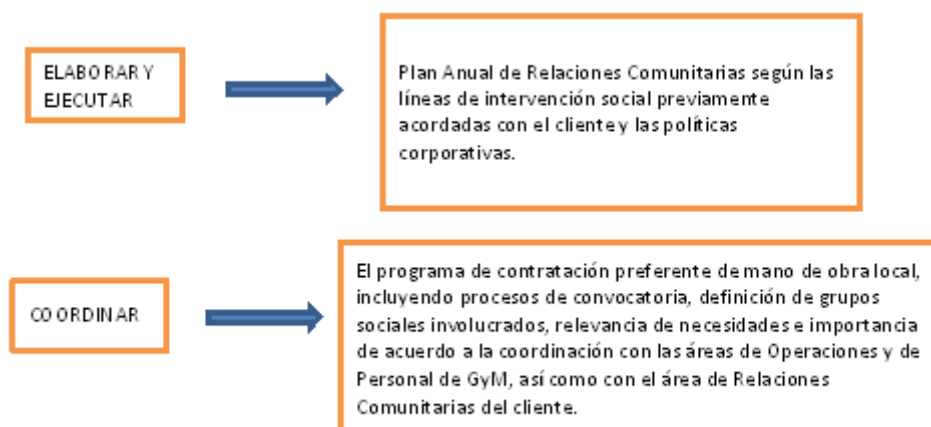 ELABORAR Y
EJECUTAR
Plan Anual de Relaciones Comunitarias según las
líneas de intervención social previamente
acordadas con el cliente y las políticas
corporativas.
COORDINAR
El programa de contratación preferente de mano de obra local,
incluyendo procesos de convocatoria, definición de grupos
sociales involucrados, relevancia de necesidades e importancia
de acuerdo a la coordinación con las áreas de Operaciones y de
Personal de GyM, así como con el área de Relaciones
Comunitarias del cliente.